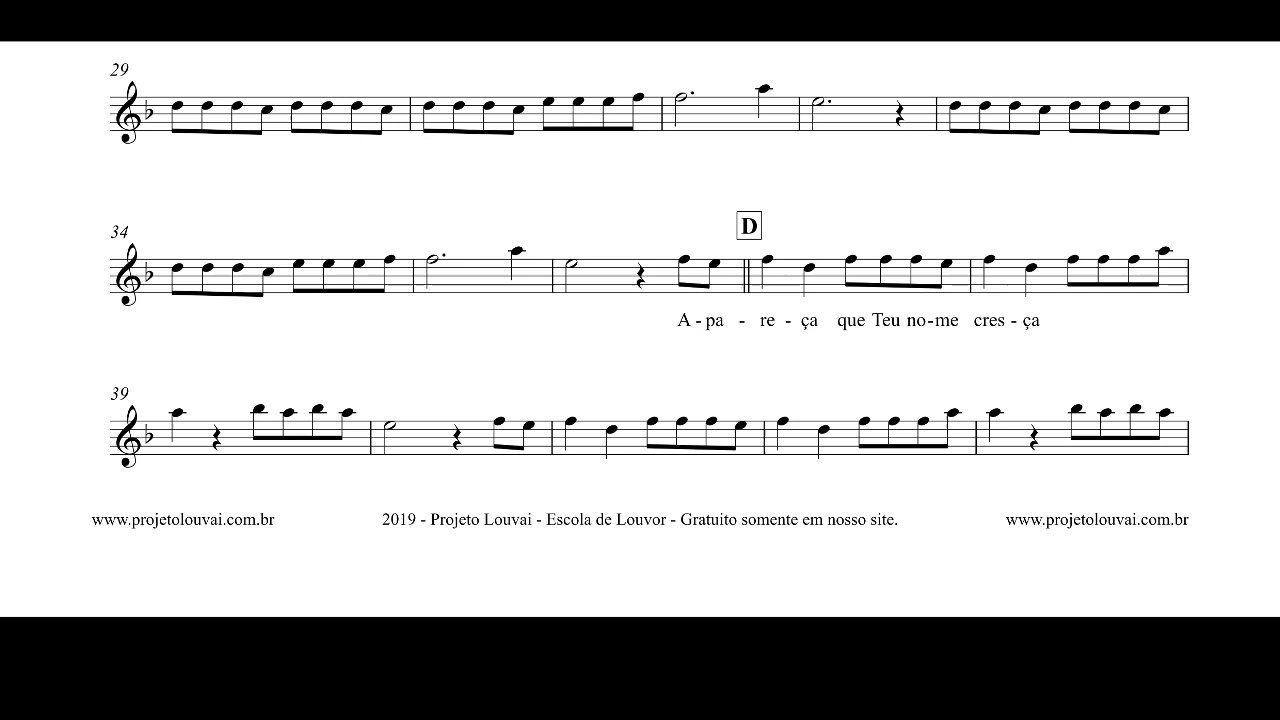 29
34
D
A - pa - re - ça que Teu no-me cres - ça
39
www.projetolouvai.com.br 2019 - Projeto Louvai - Escola de Louvor - Gratuito somente em nosso site. www.projetolouvai.com.br